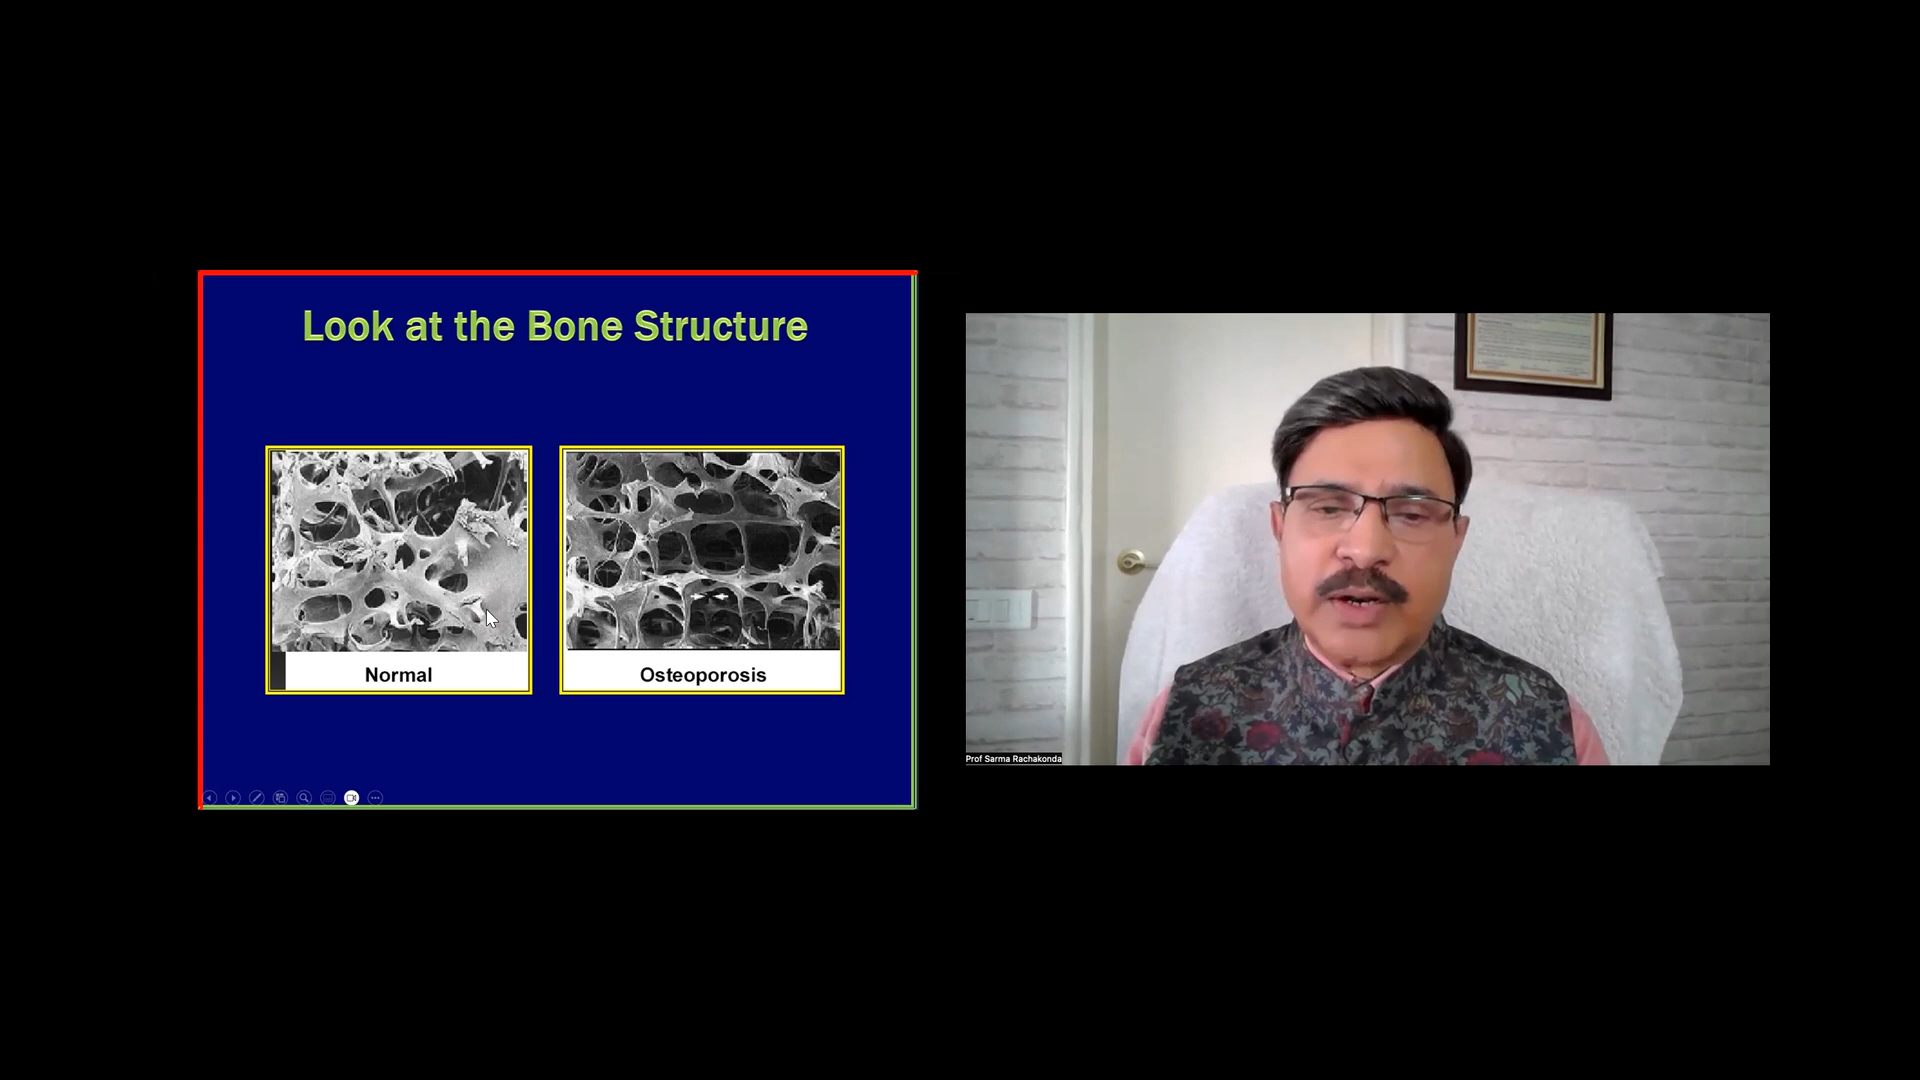 Look at the Bone Structure
Normal
Osteoporosis
Prof Sarma Rachakonda